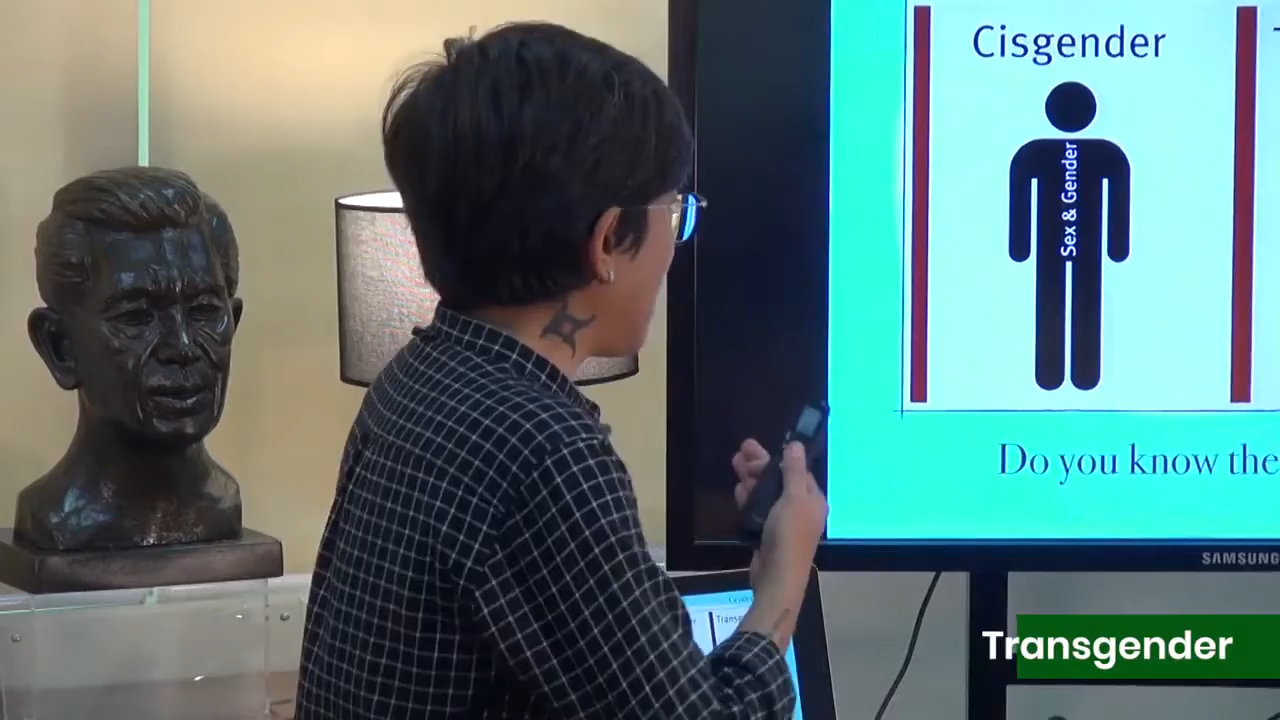 Cisgender
Sex & Gender
Do you know the
SAMSUNG
Transgender